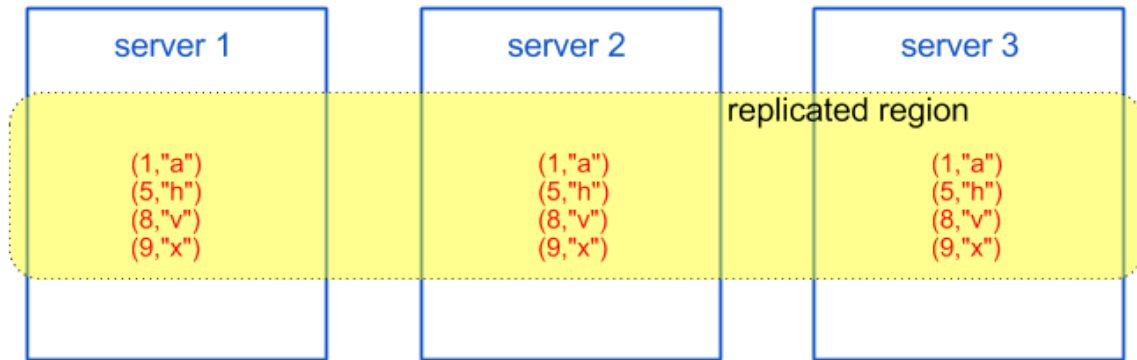 server 1
server 2
server 3
replicated region
(1,"a")
(5,"h")
(8,"v")
(9,"x")
(1,"a")
(5,"h")
(8,"v")
(9,"x")
(1,"a")
(5,"h")
(8,"v")
(9,"x")